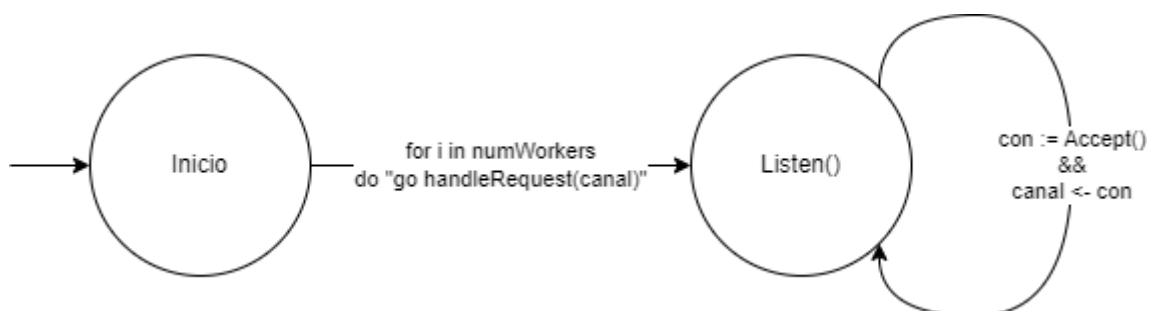 Inicio
for i in numWorkers
do "go handleRequest(canal)"
Listen()
con := Accept()
&&
canal <- con